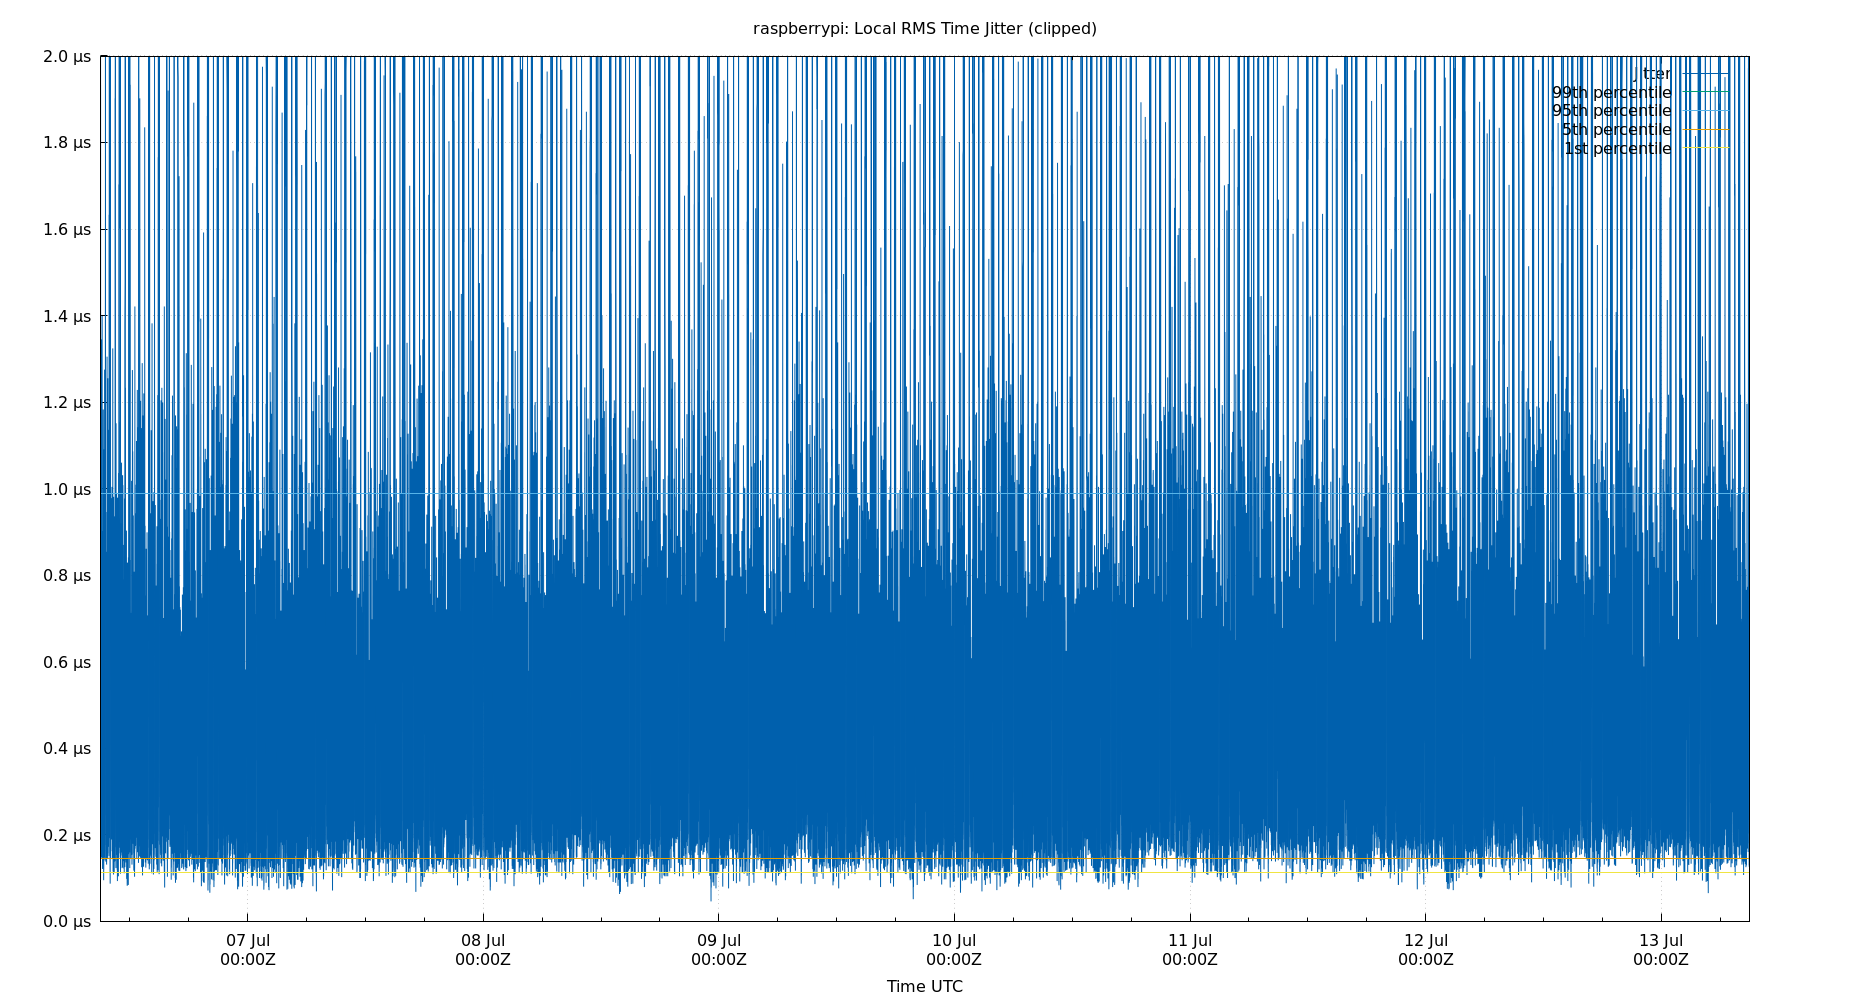 raspberrypi: Local RMS Time Jitter (clipped)
2.0 µs
1.8 µs
1.6 µs
1.4 µs
1.2 µs
1.0 µs
0.8 µs
0.6 µs
0.4 µs
0.2 µs
0.0 µs
jitter
99th percentile
95th percentile
5th percentile
1st percentile
07 Jul 08 Jul 09 Jul 10 Jul 11 Jul 12 Jul 13 Jul
00:00Z 00:00Z 00:00Z 00:00Z 00:00Z 00:00Z 00:00Z
Time UTC